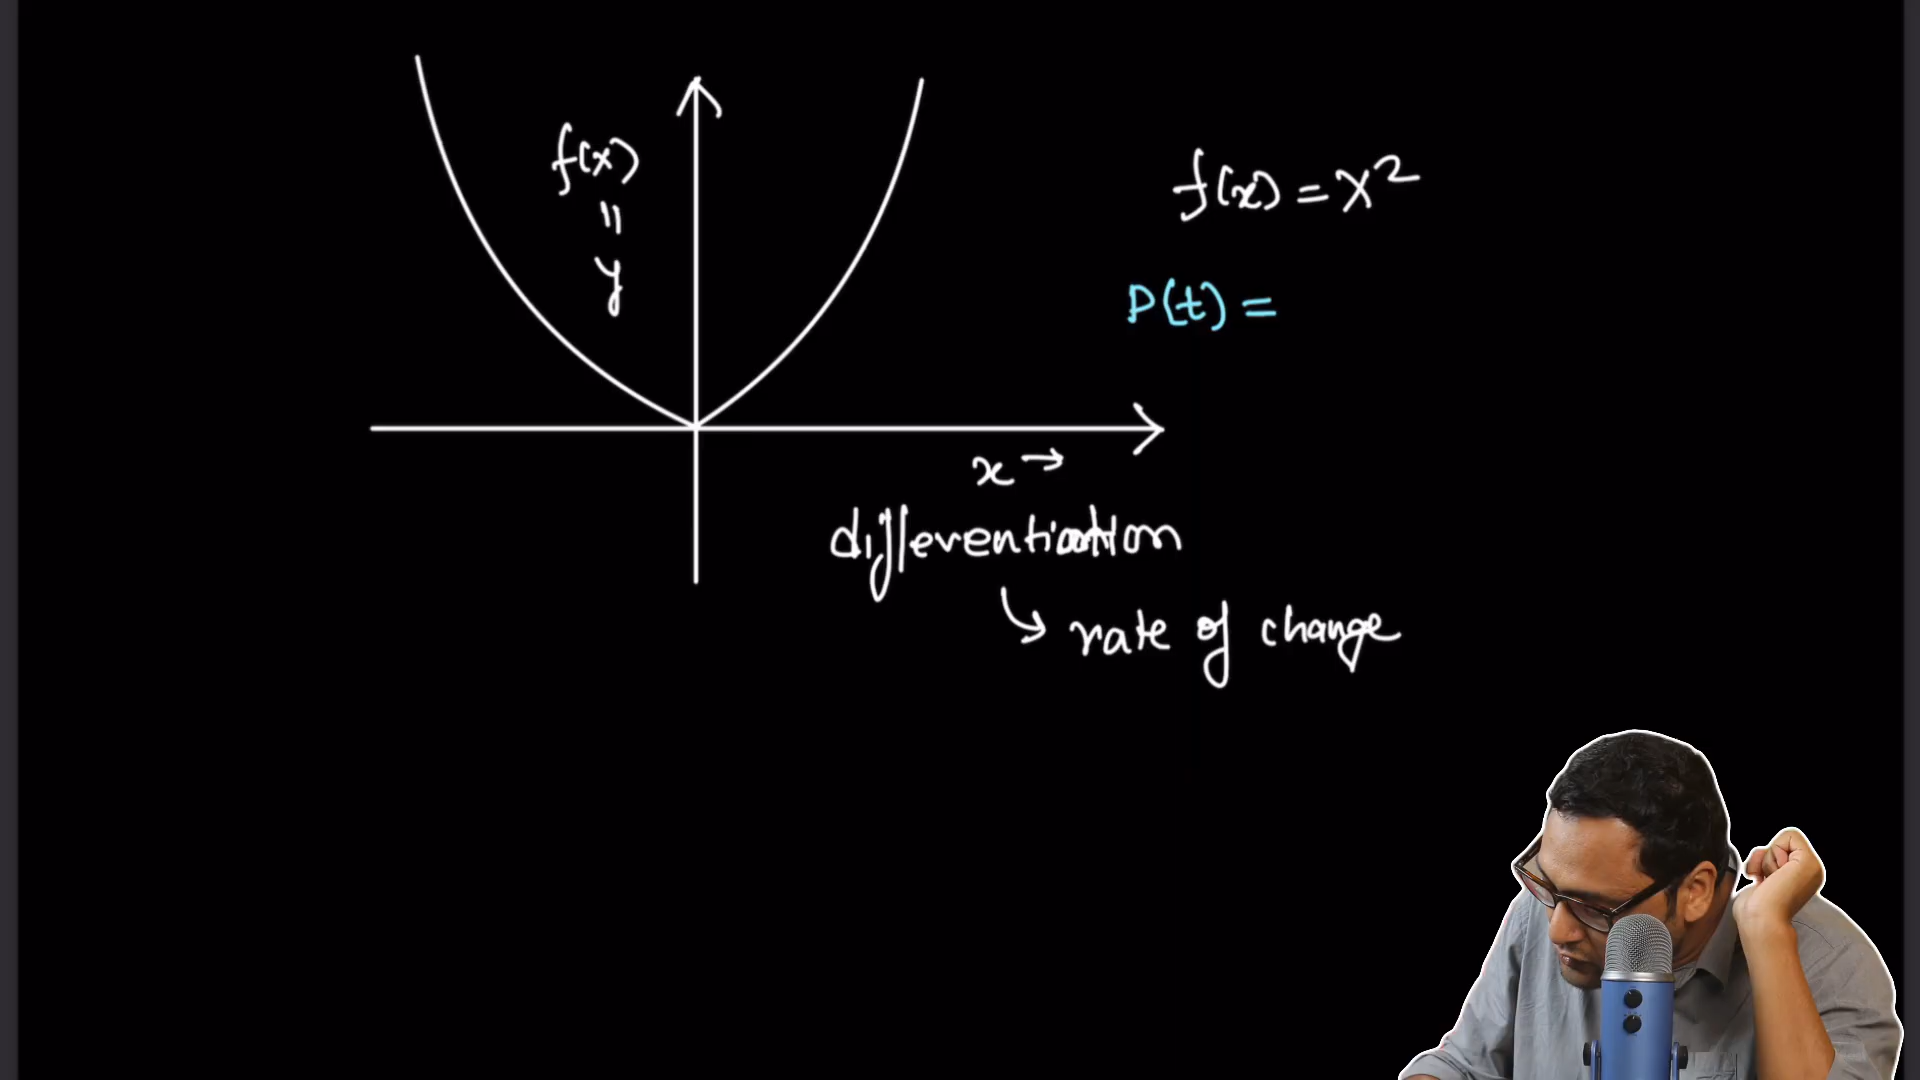 f(x)
=
y
f(x) = x²
P(t) =
x →
differentiation
↳ rate of change